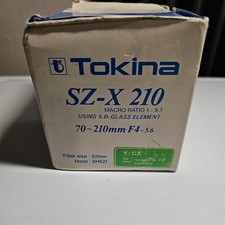 Tokina
SZ-X 210
MACRO RATIO 1 : 5.1
USING S.D. GLASS ELEMENT
70~210mm F4-5.6
Filter size : 52mm
Hood : SH521
Y/CX